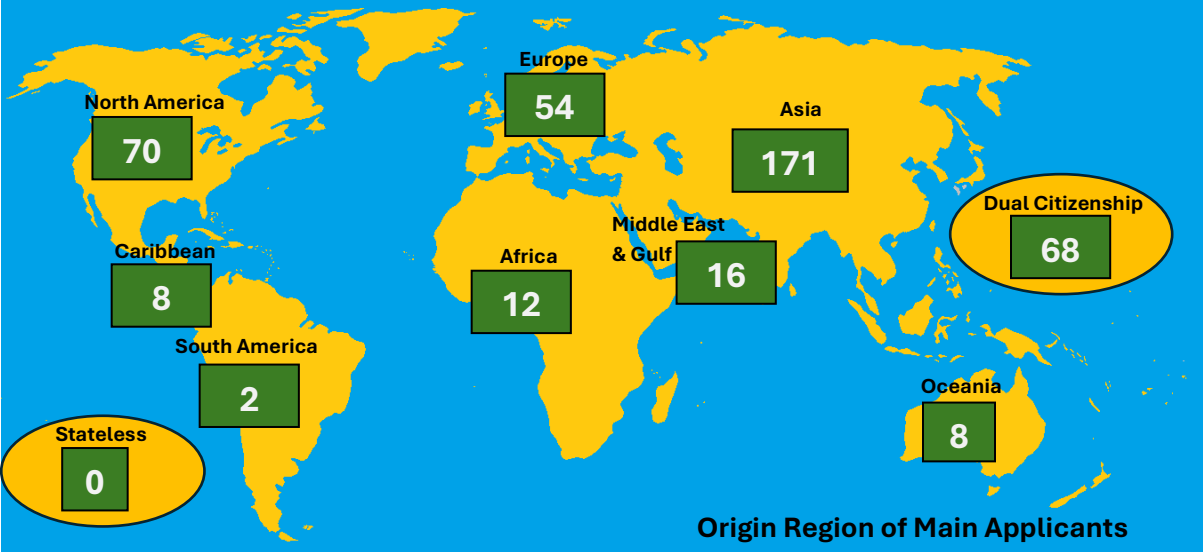 Europe
54
North America
70
Asia
171
Dual Citizenship
68
Middle East
& Gulf
16
Caribbean
8
Africa
12
South America
2
Oceania
8
Stateless
0
Origin Region of Main Applicants